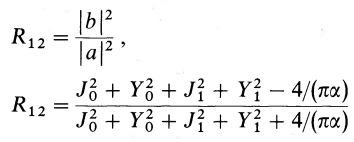 R₁₂ = |b|² / |a|² ,
R₁₂ = J₀² + Y₀² + J₁² + Y₁² − 4/(πα) / J₀² + Y₀² + J₁² + Y₁² + 4/(πα)